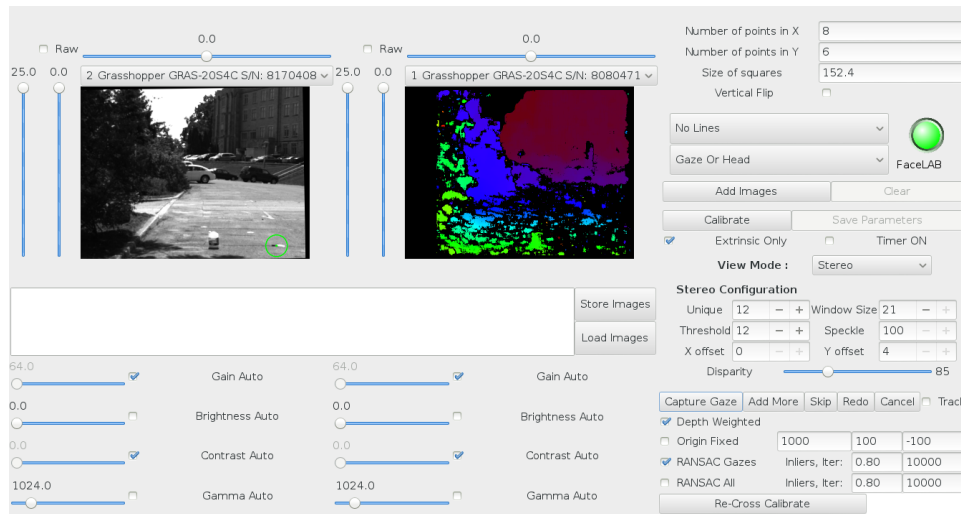 0.0
Raw
25.0 0.0
2 Grasshopper GRAS-20S4C S/N: 8170408
0.0
Raw
25.0 0.0
1 Grasshopper GRAS-20S4C S/N: 8080471
Store Images
Load Images
64.0
Gain Auto
64.0
Gain Auto
0.0
Brightness Auto
0.0
Brightness Auto
0.0
Contrast Auto
0.0
Contrast Auto
1024.0
Gamma Auto
1024.0
Gamma Auto
Number of points in X 8
Number of points in Y 6
Size of squares 152.4
Vertical Flip
No Lines
Gaze Or Head
FaceLAB
Add Images Clear
Calibrate Save Parameters
Extrinsic Only Timer ON
View Mode : Stereo
Stereo Configuration
Unique 12 - + Window Size 21 - +
Threshold 12 - + Speckle 100 - +
X offset 0 - + Y offset 4 - +
Disparity 85
Capture Gaze Add More Skip Redo Cancel Track
Depth Weighted
Origin Fixed 1000 100 -100
RANSAC Gazes Inliers, Iter: 0.80 10000
RANSAC All Inliers, Iter: 0.80 10000
Re-Cross Calibrate